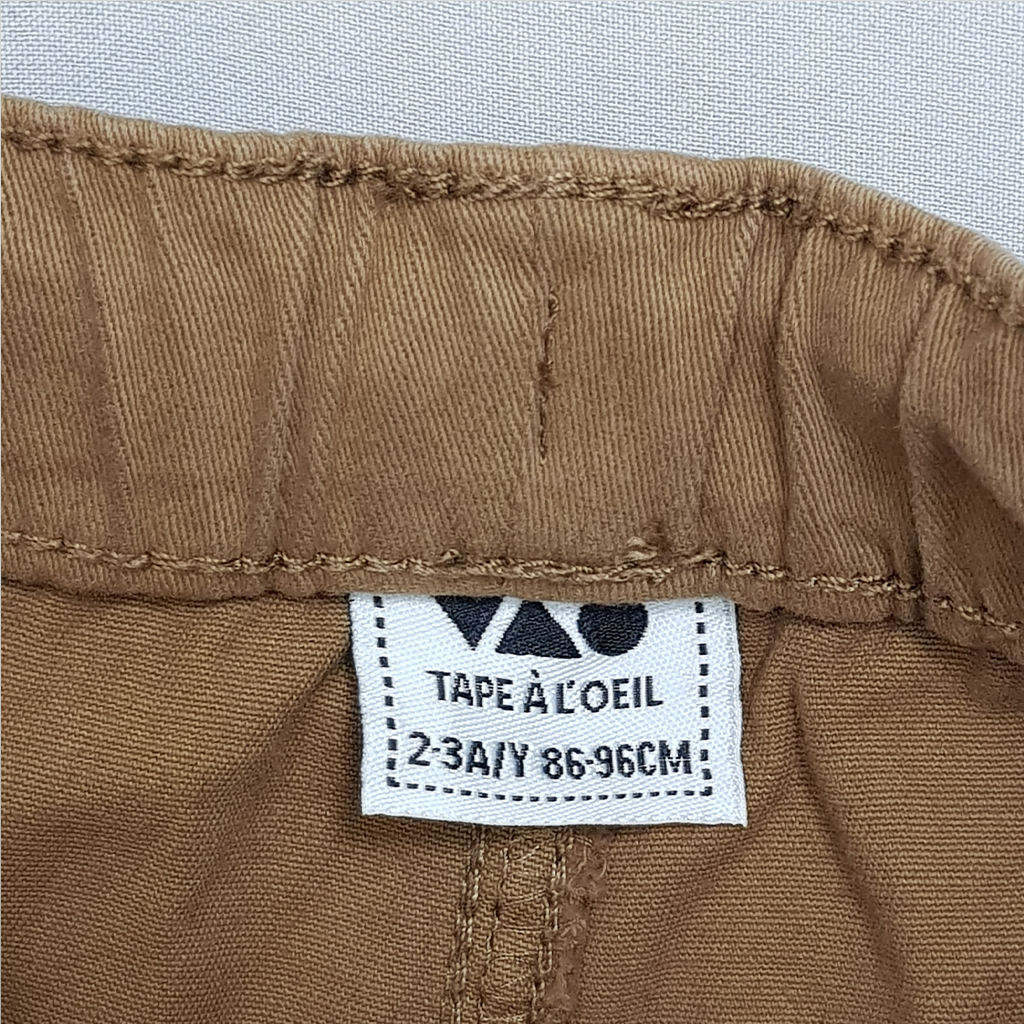 TAPE À L'OEIL
2-3A/Y 86-96CM